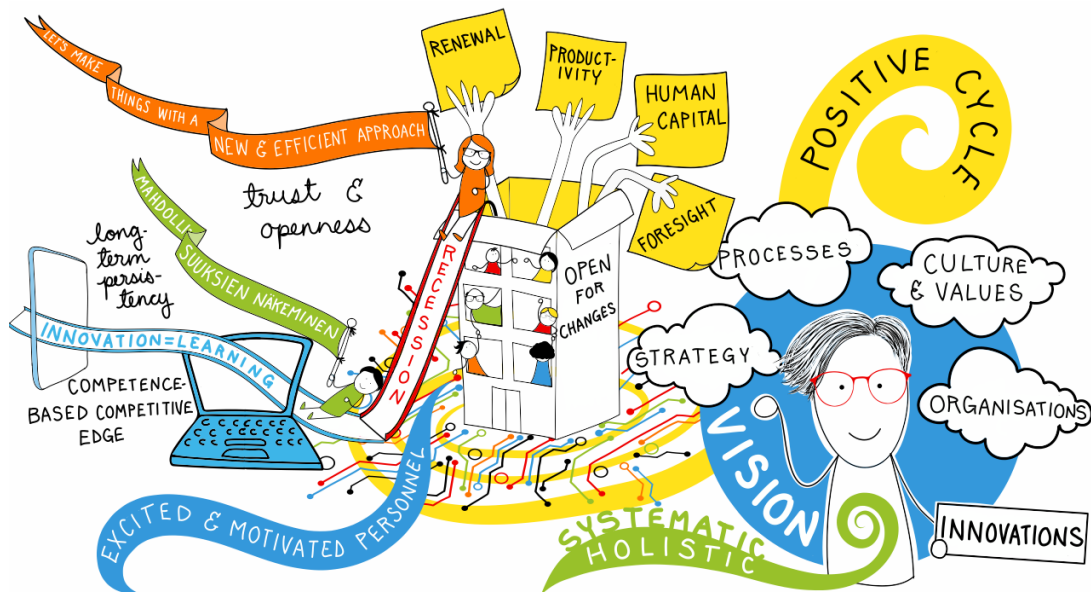 LET'S MAKE
THINGS WITH A
NEW & EFFICIENT APPROACH
RENEWAL
PRODUCT-
IVITY
HUMAN
CAPITAL
FORESIGHT
POSITIVE CYCLE
trust &
openness
MAHDOLLI-
SUUKSIEN NÄKEMINEN
long-
term
persis-
tency
INNOVATION=LEARNING
COMPETENCE-
BASED COMPETITIVE
EDGE
RECESSION
OPEN
FOR
CHANGES
PROCESSES
CULTURE
& VALUES
STRATEGY
ORGANISATIONS
VISION
INNOVATIONS
EXCITED & MOTIVATED PERSONNEL
SYSTEMATIC
HOLISTIC